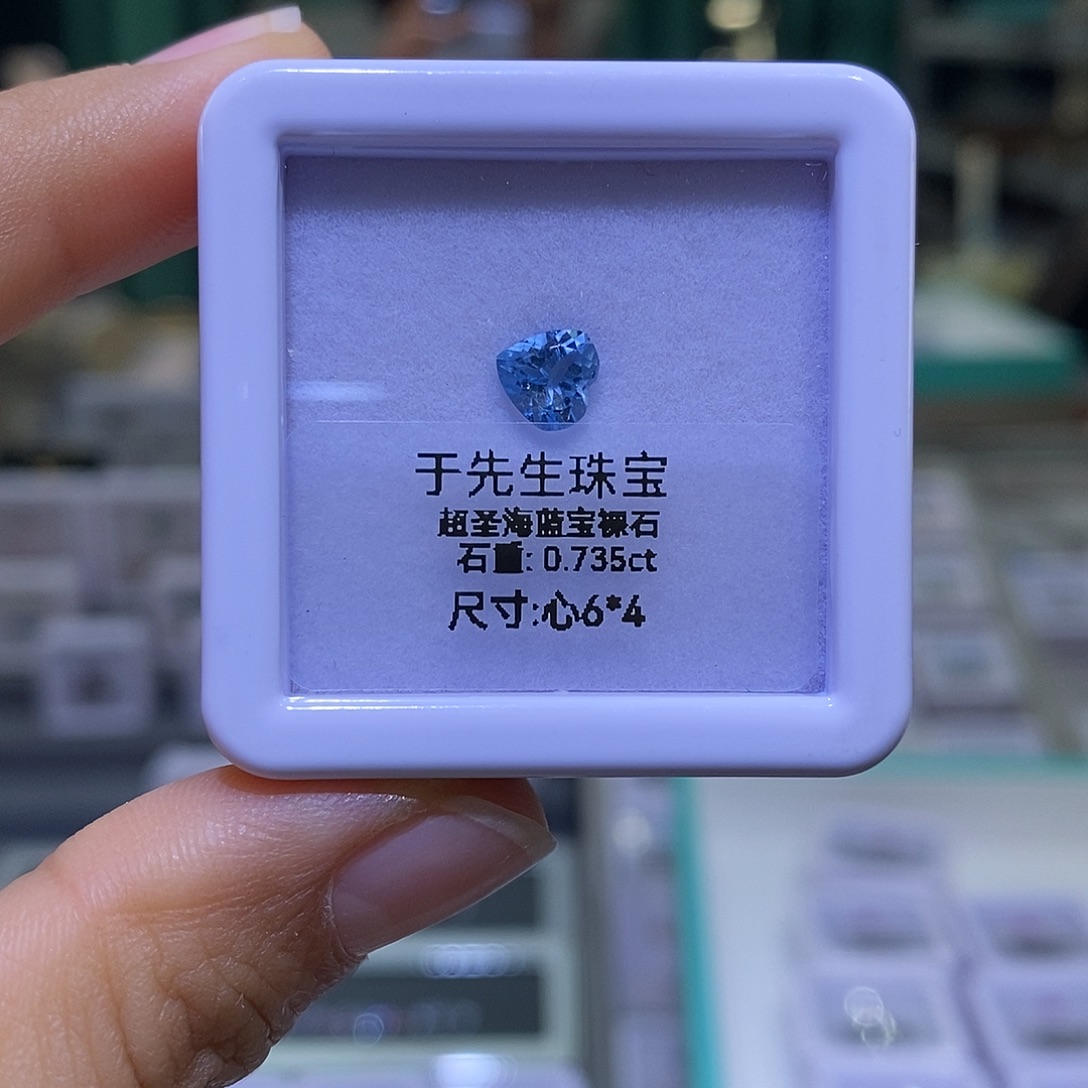 于先生珠宝
超圣海蓝宝裸石
石重: 0.735ct
尺寸:心6*4